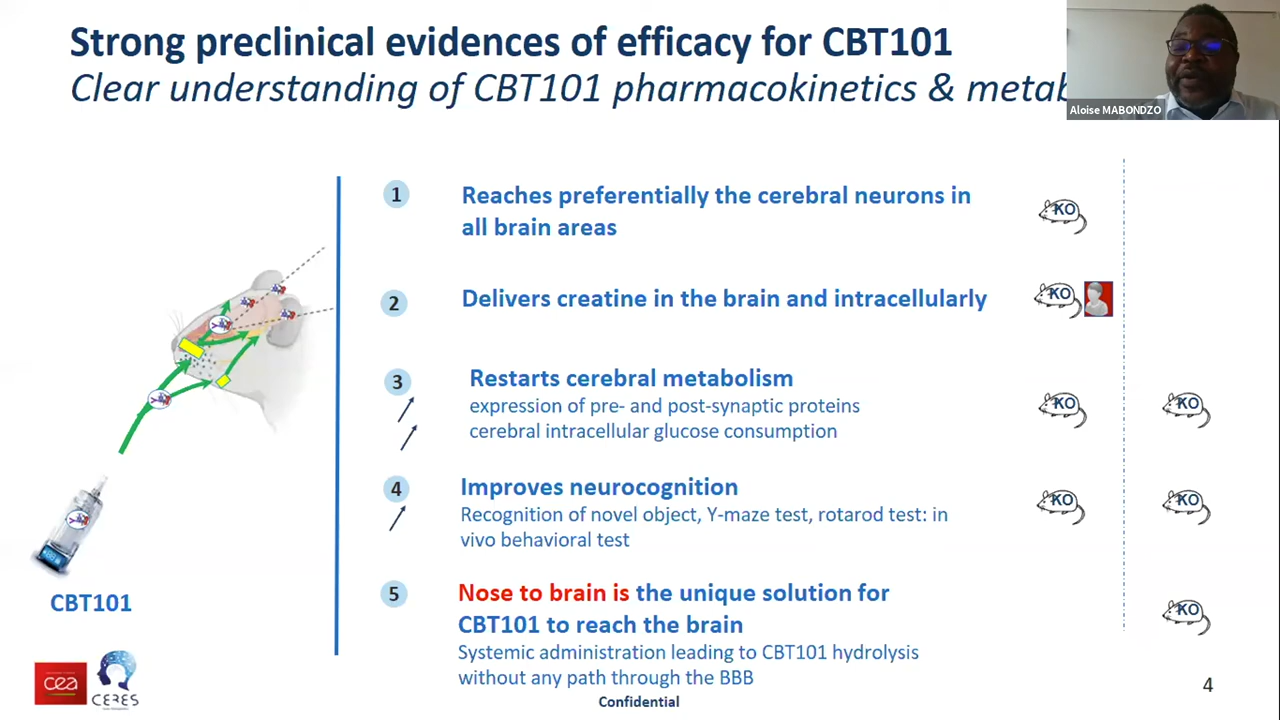 Strong preclinical evidences of efficacy for CBT101
Clear understanding of CBT101 pharmacokinetics & metab
Aloise MABONDZO
1
Reaches preferentially the cerebral neurons in
all brain areas
KO
2
Delivers creatine in the brain and intracellularly
KO
3
Restarts cerebral metabolism
expression of pre- and post-synaptic proteins
cerebral intracellular glucose consumption
KO
KO
4
Improves neurocognition
Recognition of novel object, Y-maze test, rotarod test: in
vivo behavioral test
KO
KO
5
Nose to brain is the unique solution for
CBT101 to reach the brain
Systemic administration leading to CBT101 hydrolysis
without any path through the BBB
KO
CBT101
cea
CERES
Confidential
4